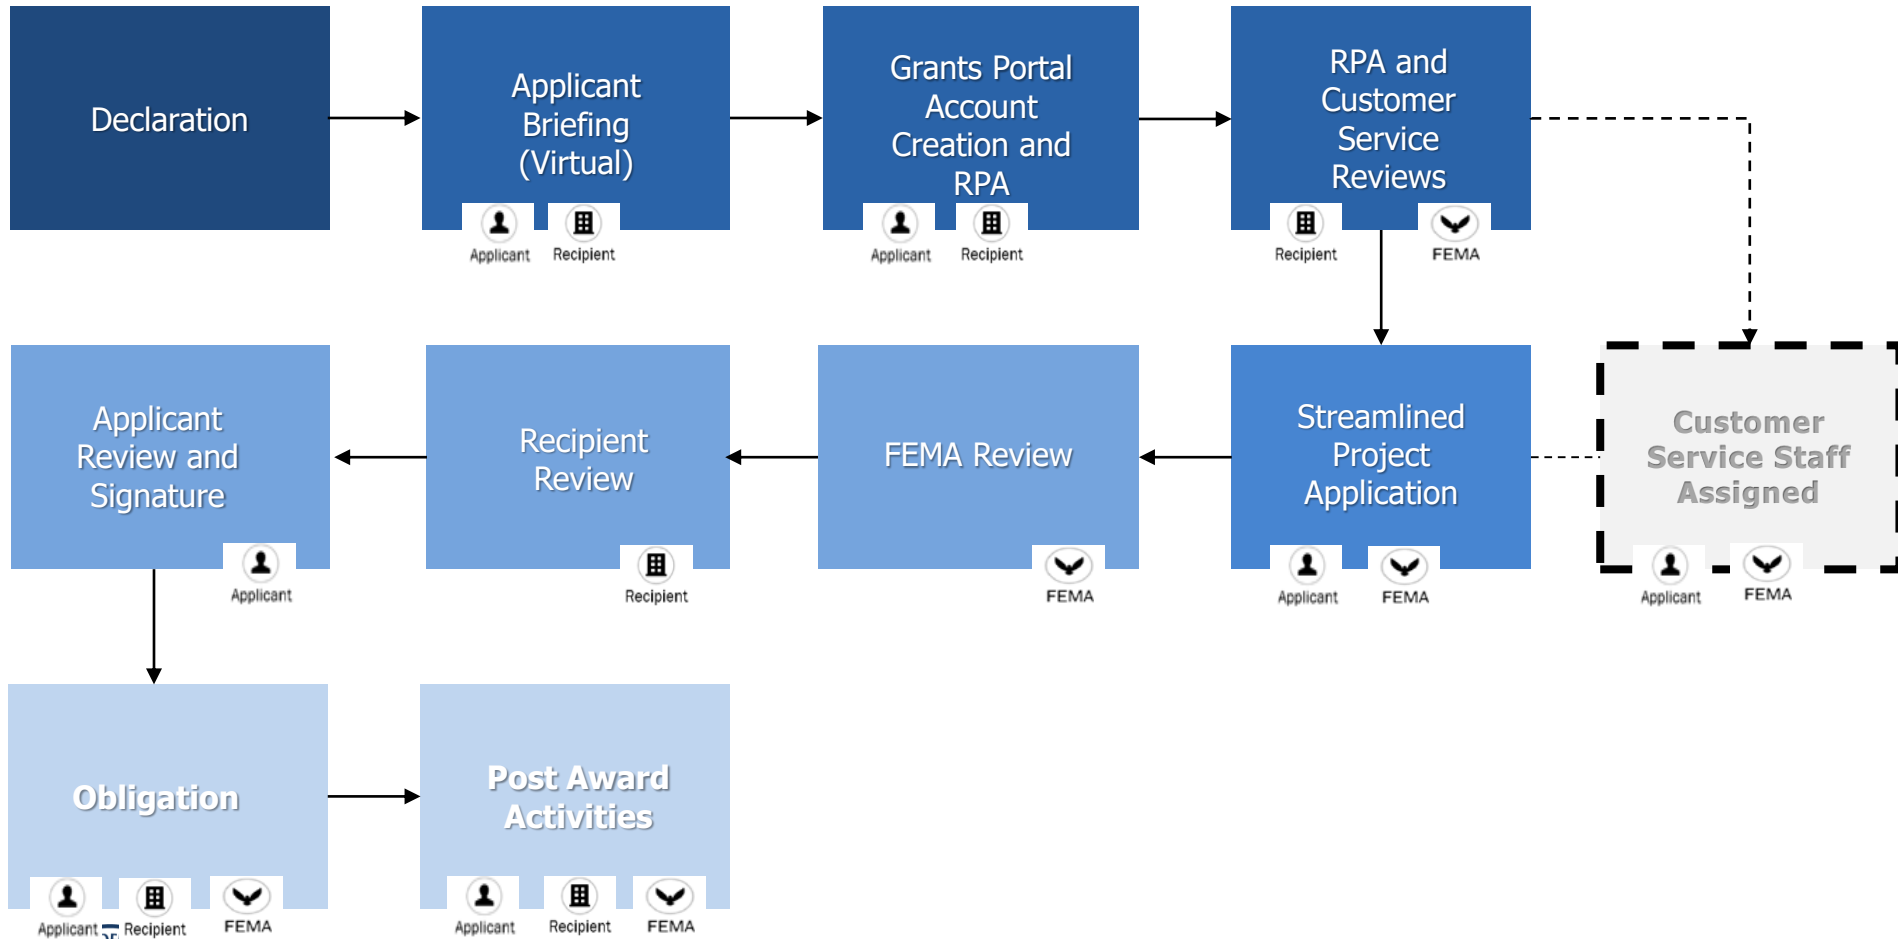 Declaration
Applicant
Briefing
(Virtual)
Applicant
Recipient
Grants Portal
Account
Creation and
RPA
Applicant
Recipient
RPA and
Customer
Service
Reviews
Recipient
FEMA
Applicant
Review and
Signature
Applicant
Recipient
Review
Recipient
FEMA Review
FEMA
Streamlined
Project
Application
Applicant
FEMA
Customer
Service Staff
Assigned
Applicant
FEMA
Obligation
Applicant
Recipient
FEMA
Post Award
Activities
Applicant
Recipient
FEMA